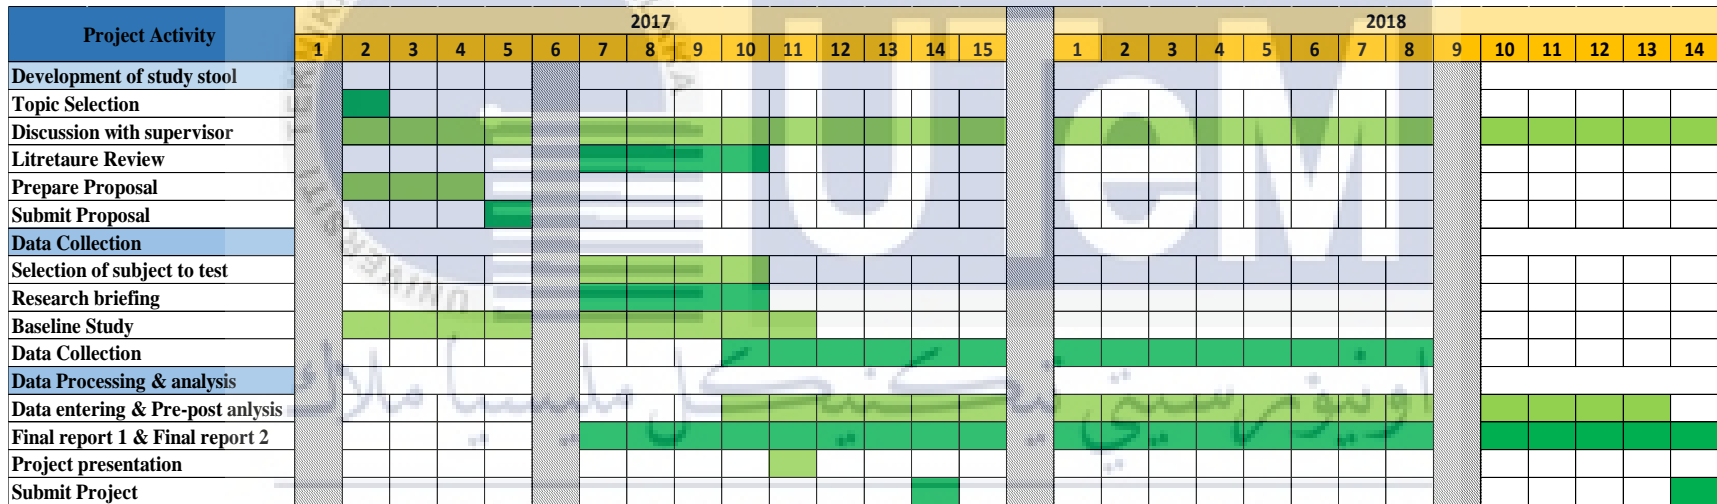 Project Activity 2017 2018
1 2 3 4 5 6 7 8 9 10 11 12 13 14 15 1 2 3 4 5 6 7 8 9 10 11 12 13 14
Development of study stool
Topic Selection
Discussion with supervisor
Litretaure Review
Prepare Proposal
Submit Proposal
Data Collection
Selection of subject to test
Research briefing
Baseline Study
Data Collection
Data Processing & analysis
Data entering & Pre-post anlysis
Final report 1 & Final report 2
Project presentation
Submit Project
UTeM
اونيورسيتي تيكنيكل مليسيا ملاك